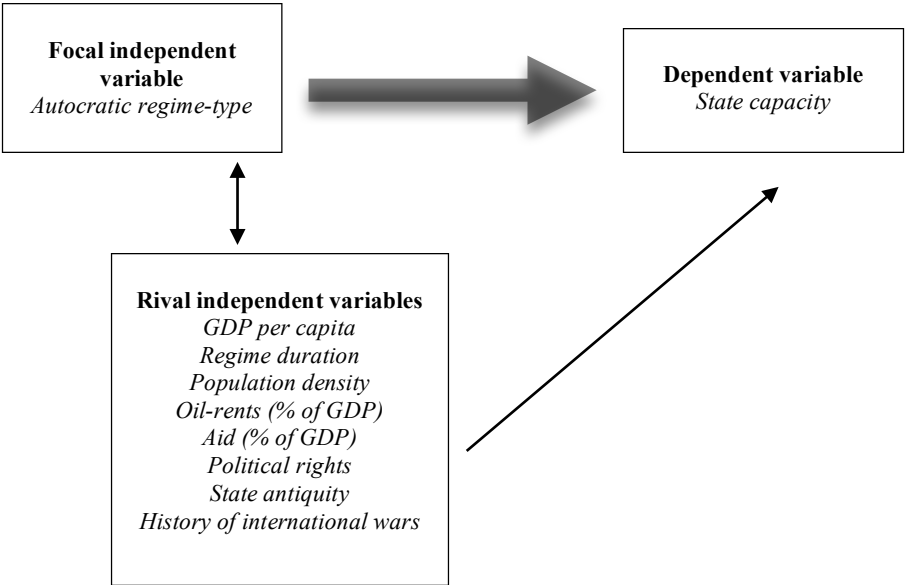 Focal independent
variable
Autocratic regime-type
Dependent variable
State capacity
Rival independent variables
GDP per capita
Regime duration
Population density
Oil-rents (% of GDP)
Aid (% of GDP)
Political rights
State antiquity
History of international wars